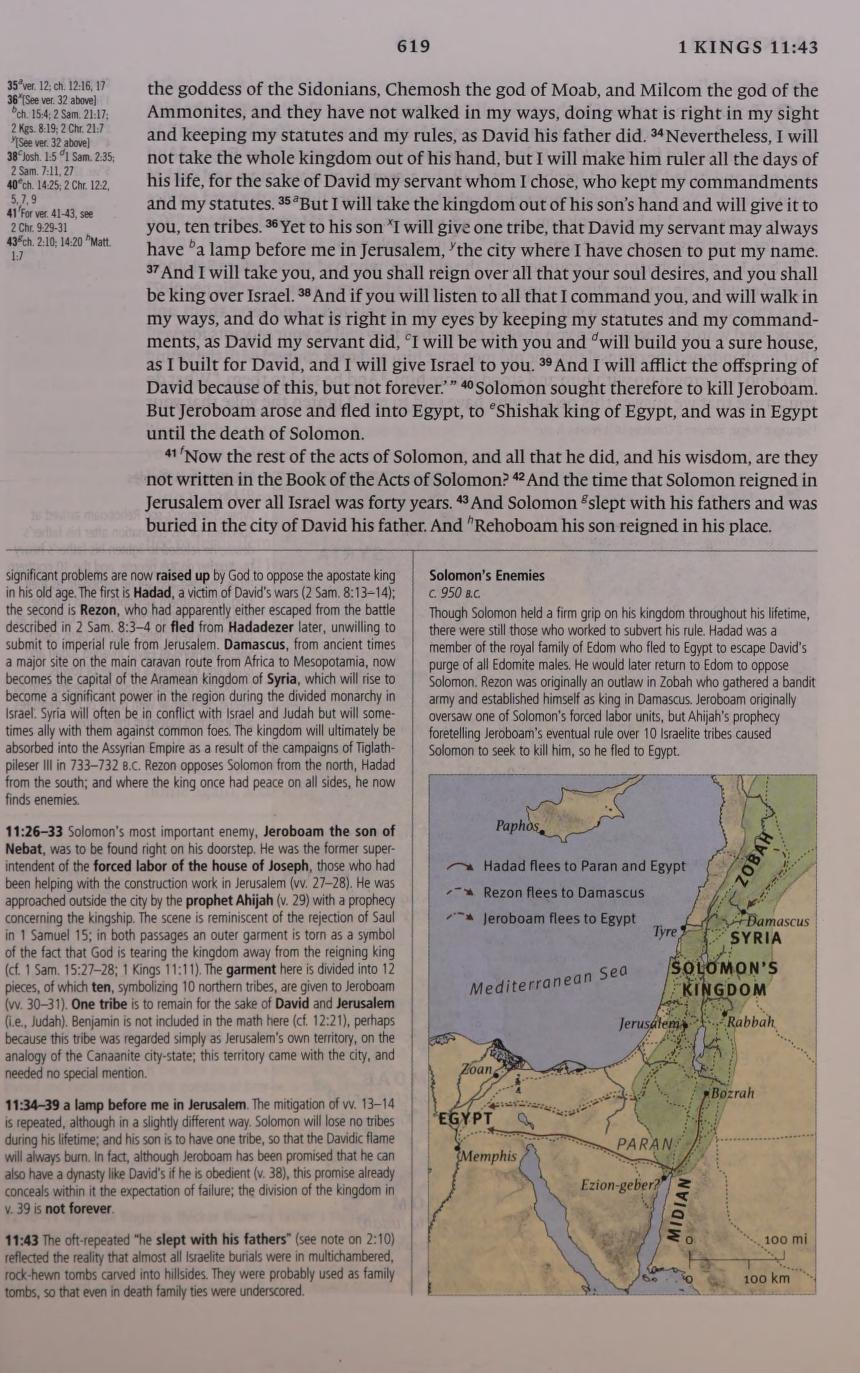 619
1 KINGS 11:43
35ᵃver. 12; ch. 12:16, 17
36ˣ[See ver. 32 above]
ᵇch. 15:4; 2 Sam. 21:17;
2 Kgs. 8:19; 2 Chr. 21:7
ʸ[See ver. 32 above]
38ᶜJosh. 1:5 ᵈ1 Sam. 2:35;
2 Sam. 7:11, 27
40ᵉch. 14:25; 2 Chr. 12:2,
5, 7, 9
41ᶠFor ver. 41-43, see
2 Chr. 9:29-31
43ᵍch. 2:10; 14:20 ʰMatt.
1:7
the goddess of the Sidonians, Chemosh the god of Moab, and Milcom the god of the
Ammonites, and they have not walked in my ways, doing what is right in my sight
and keeping my statutes and my rules, as David his father did. 34 Nevertheless, I will
not take the whole kingdom out of his hand, but I will make him ruler all the days of
his life, for the sake of David my servant whom I chose, who kept my commandments
and my statutes. 35 ᵃBut I will take the kingdom out of his son's hand and will give it to
you, ten tribes. 36 Yet to his son ˣI will give one tribe, that David my servant may always
have ᵇa lamp before me in Jerusalem, ʸthe city where I have chosen to put my name.
37 And I will take you, and you shall reign over all that your soul desires, and you shall
be king over Israel. 38 And if you will listen to all that I command you, and will walk in
my ways, and do what is right in my eyes by keeping my statutes and my command-
ments, as David my servant did, ᶜI will be with you and ᵈwill build you a sure house,
as I built for David, and I will give Israel to you. 39 And I will afflict the offspring of
David because of this, but not forever.'" 40 Solomon sought therefore to kill Jeroboam.
But Jeroboam arose and fled into Egypt, to ᵉShishak king of Egypt, and was in Egypt
until the death of Solomon.
41 ᶠNow the rest of the acts of Solomon, and all that he did, and his wisdom, are they
not written in the Book of the Acts of Solomon? 42 And the time that Solomon reigned in
Jerusalem over all Israel was forty years. 43 And Solomon ᵍslept with his fathers and was
buried in the city of David his father. And ʰRehoboam his son reigned in his place.
significant problems are now raised up by God to oppose the apostate king
in his old age. The first is Hadad, a victim of David's wars (2 Sam. 8:13–14);
the second is Rezon, who had apparently either escaped from the battle
described in 2 Sam. 8:3–4 or fled from Hadadezer later, unwilling to
submit to imperial rule from Jerusalem. Damascus, from ancient times
a major site on the main caravan route from Africa to Mesopotamia, now
becomes the capital of the Aramean kingdom of Syria, which will rise to
become a significant power in the region during the divided monarchy in
Israel. Syria will often be in conflict with Israel and Judah but will some-
times ally with them against common foes. The kingdom will ultimately be
absorbed into the Assyrian Empire as a result of the campaigns of Tiglath-
pileser III in 733–732 B.C. Rezon opposes Solomon from the north, Hadad
from the south; and where the king once had peace on all sides, he now
finds enemies.
11:26–33 Solomon's most important enemy, Jeroboam the son of
Nebat, was to be found right on his doorstep. He was the former super-
intendent of the forced labor of the house of Joseph, those who had
been helping with the construction work in Jerusalem (vv. 27–28). He was
approached outside the city by the prophet Ahijah (v. 29) with a prophecy
concerning the kingship. The scene is reminiscent of the rejection of Saul
in 1 Samuel 15; in both passages an outer garment is torn as a symbol
of the fact that God is tearing the kingdom away from the reigning king
(cf. 1 Sam. 15:27–28; 1 Kings 11:11). The garment here is divided into 12
pieces, of which ten, symbolizing 10 northern tribes, are given to Jeroboam
(vv. 30–31). One tribe is to remain for the sake of David and Jerusalem
(i.e., Judah). Benjamin is not included in the math here (cf. 12:21), perhaps
because this tribe was regarded simply as Jerusalem's own territory, on the
analogy of the Canaanite city-state; this territory came with the city, and
needed no special mention.
11:34–39 a lamp before me in Jerusalem. The mitigation of vv. 13–14
is repeated, although in a slightly different way. Solomon will lose no tribes
during his lifetime; and his son is to have one tribe, so that the Davidic flame
will always burn. In fact, although Jeroboam has been promised that he can
also have a dynasty like David's if he is obedient (v. 38), this promise already
conceals within it the expectation of failure; the division of the kingdom in
v. 39 is not forever.
11:43 The oft-repeated "he slept with his fathers" (see note on 2:10)
reflected the reality that almost all Israelite burials were in multichambered,
rock-hewn tombs carved into hillsides. They were probably used as family
tombs, so that even in death family ties were underscored.
Solomon's Enemies
c. 950 B.C.
Though Solomon held a firm grip on his kingdom throughout his lifetime,
there were still those who worked to subvert his rule. Hadad was a
member of the royal family of Edom who fled to Egypt to escape David's
purge of all Edomite males. He would later return to Edom to oppose
Solomon. Rezon was originally an outlaw in Zobah who gathered a bandit
army and established himself as king in Damascus. Jeroboam originally
oversaw one of Solomon's forced labor units, but Ahijah's prophecy
foretelling Jeroboam's eventual rule over 10 Israelite tribes caused
Solomon to seek to kill him, so he fled to Egypt.
Paphos
Hadad flees to Paran and Egypt
Rezon flees to Damascus
Jeroboam flees to Egypt
ZOBAH
Damascus
Tyre
SYRIA
Mediterranean Sea
SOLOMON'S
KINGDOM
Jerusalem
Rabbah
Zoan
Bozrah
EGYPT
PARAN
Memphis
Ezion-geber?
MIDIAN
0
100 mi
0
100 km